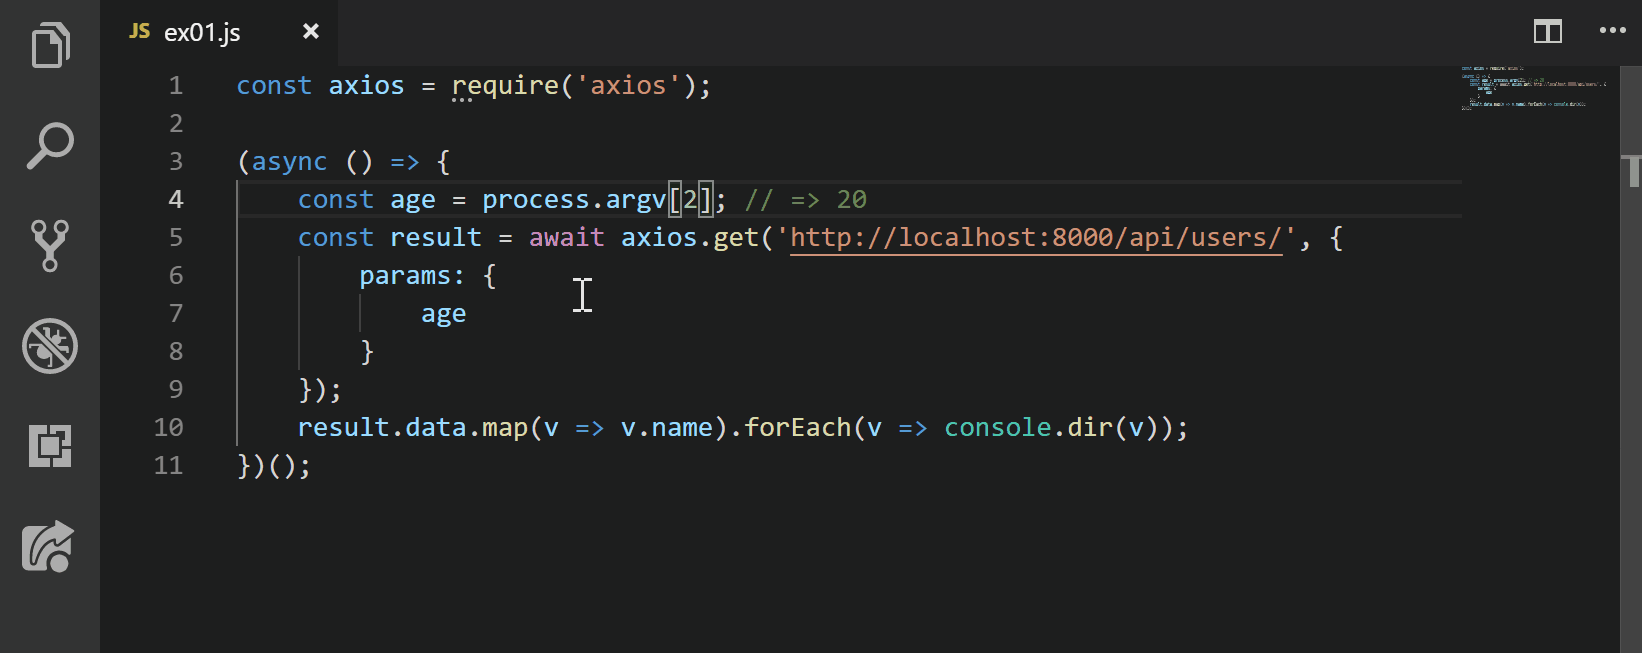 JS ex01.js ×
1 const axios = require('axios');
2
3 (async () => {
4     const age = process.argv[2]; // => 20
5     const result = await axios.get('http://localhost:8000/api/users/', {
6         params: {
7             age
8         }
9     });
10     result.data.map(v => v.name).forEach(v => console.dir(v));
11 })();